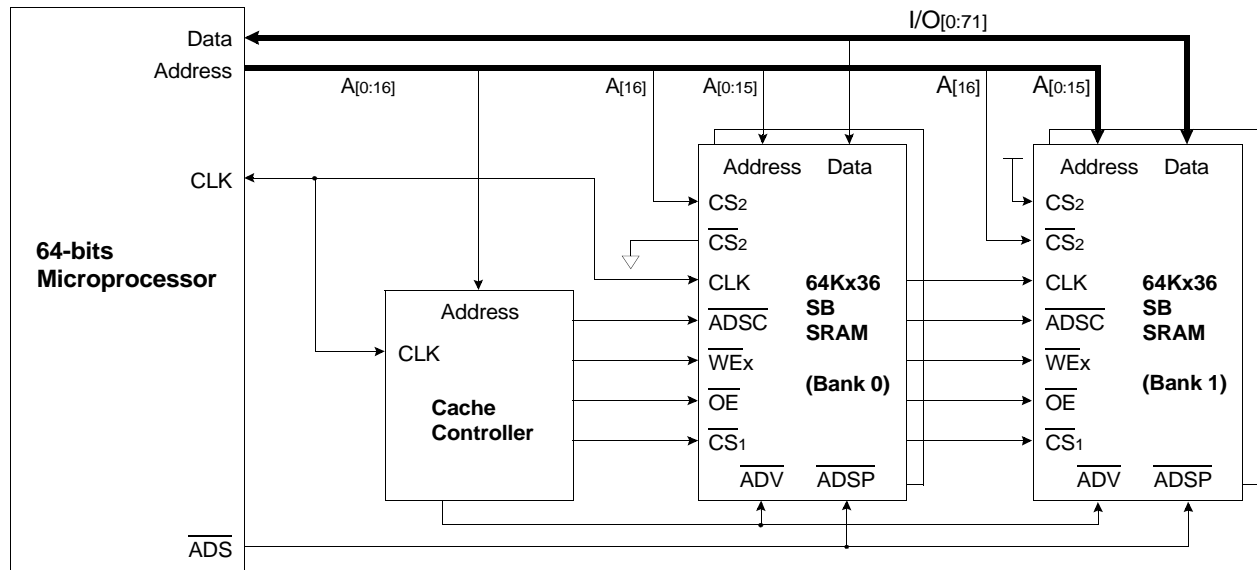 I/O[0:71]
Data
Address
A[0:16]
A[16]
A[0:15]
A[16]
A[0:15]
CLK
64-bits
Microprocessor
ADS
Address
CLK
Cache
Controller
Address Data
CS2
CS2
CLK
ADSC
WEx
OE
CS1
ADV ADSP
64Kx36
SB
SRAM
(Bank 0)
Address Data
CS2
CS2
CLK
ADSC
WEx
OE
CS1
ADV ADSP
64Kx36
SB
SRAM
(Bank 1)